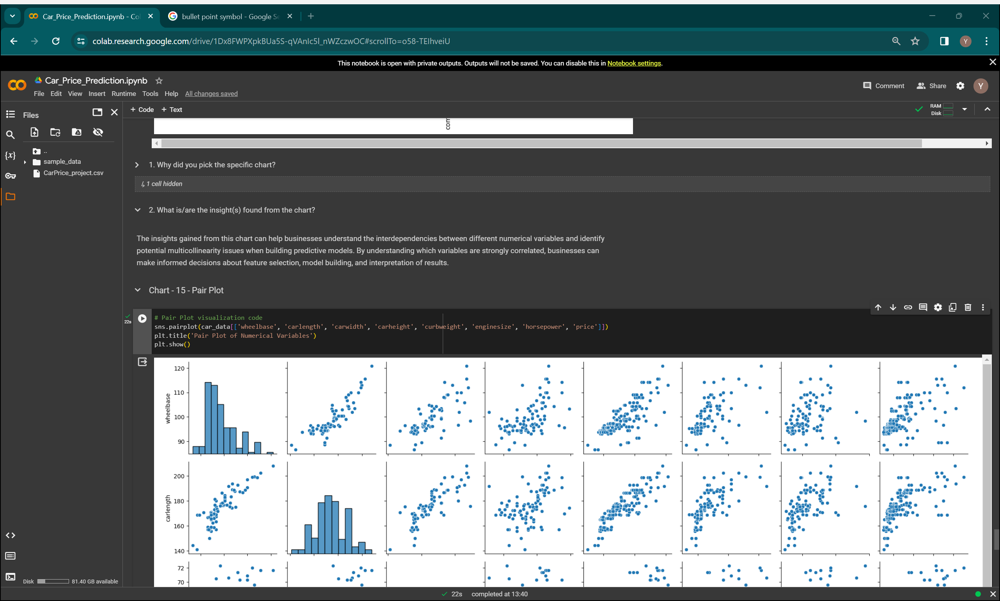 Car_Price_Prediction.ipynb - Co
bullet point symbol - Google Se
colab.research.google.com/drive/1Dx8FWPXpkBUa5S-qVAnIc5l_nWZczwOC#scrollTo=o58-TEIhveiU
Y
This notebook is open with private outputs. Outputs will not be saved. You can disable this in Notebook settings.
Car_Price_Prediction.ipynb
File Edit View Insert Runtime Tools Help All changes saved
Comment Share Y
Files
+ Code + Text
RAM
Disk
com
..
sample_data
CarPrice_project.csv
{x}
1. Why did you pick the specific chart?
1 cell hidden
2. What is/are the insight(s) found from the chart?
The insights gained from this chart can help businesses understand the interdependencies between different numerical variables and identify
potential multicollinearity issues when building predictive models. By understanding which variables are strongly correlated, businesses can
make informed decisions about feature selection, model building, and interpretation of results.
Chart - 15 - Pair Plot
22s
# Pair Plot visualization code
sns.pairplot(car_data[['wheelbase', 'carlength', 'carwidth', 'carheight', 'curbweight', 'enginesize', 'horsepower', 'price']])
plt.title('Pair Plot of Numerical Variables')
plt.show()
120
110
100
90
wheelbase
200
180
160
140
carlength
72
70
Disk 81.40 GB available
22s completed at 13:40